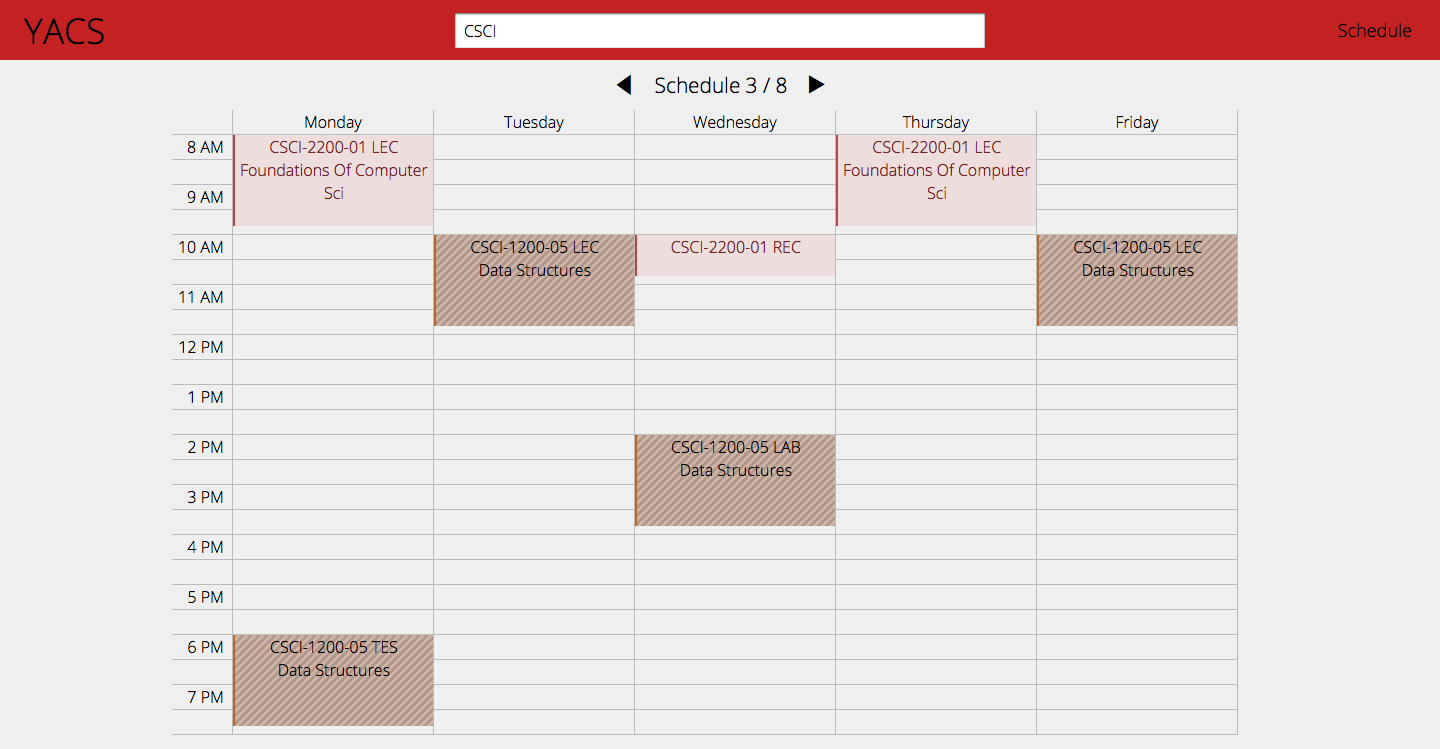 YACS
CSCI
Schedule
Schedule 3 / 8
Monday
Tuesday
Wednesday
Thursday
Friday
8 AM
CSCI-2200-01 LEC
Foundations Of Computer
Sci
CSCI-2200-01 LEC
Foundations Of Computer
Sci
9 AM
10 AM
CSCI-1200-05 LEC
Data Structures
CSCI-2200-01 REC
CSCI-1200-05 LEC
Data Structures
11 AM
12 PM
1 PM
2 PM
CSCI-1200-05 LAB
Data Structures
3 PM
4 PM
5 PM
6 PM
CSCI-1200-05 TES
Data Structures
7 PM